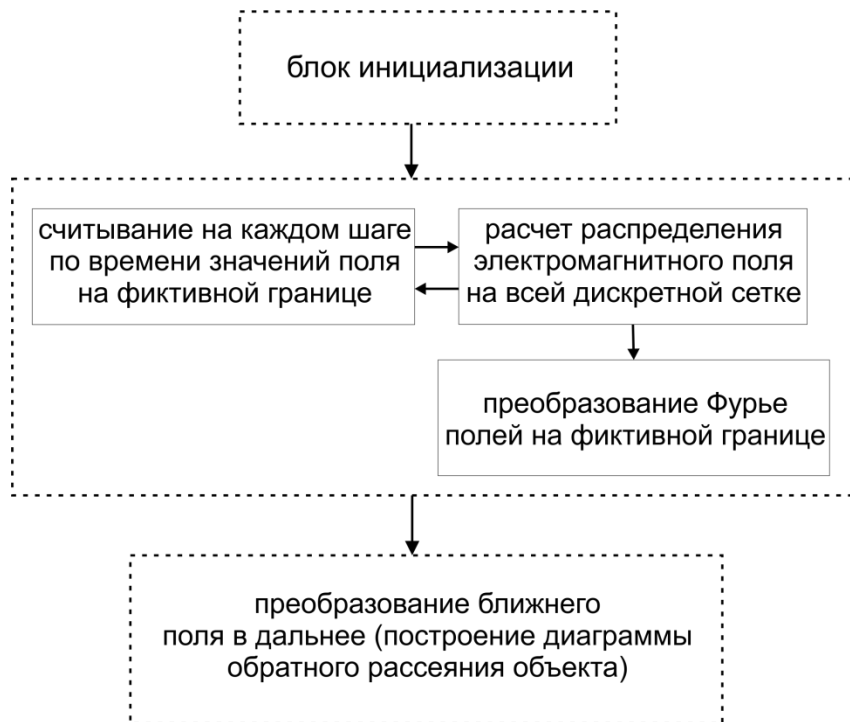 блок инициализации
считывание на каждом шаге
по времени значений поля
на фиктивной границе
расчет распределения
электромагнитного поля
на всей дискретной сетке
преобразование Фурье
полей на фиктивной границе
преобразование ближнего
поля в дальнее (построение диаграммы
обратного рассеяния объекта)